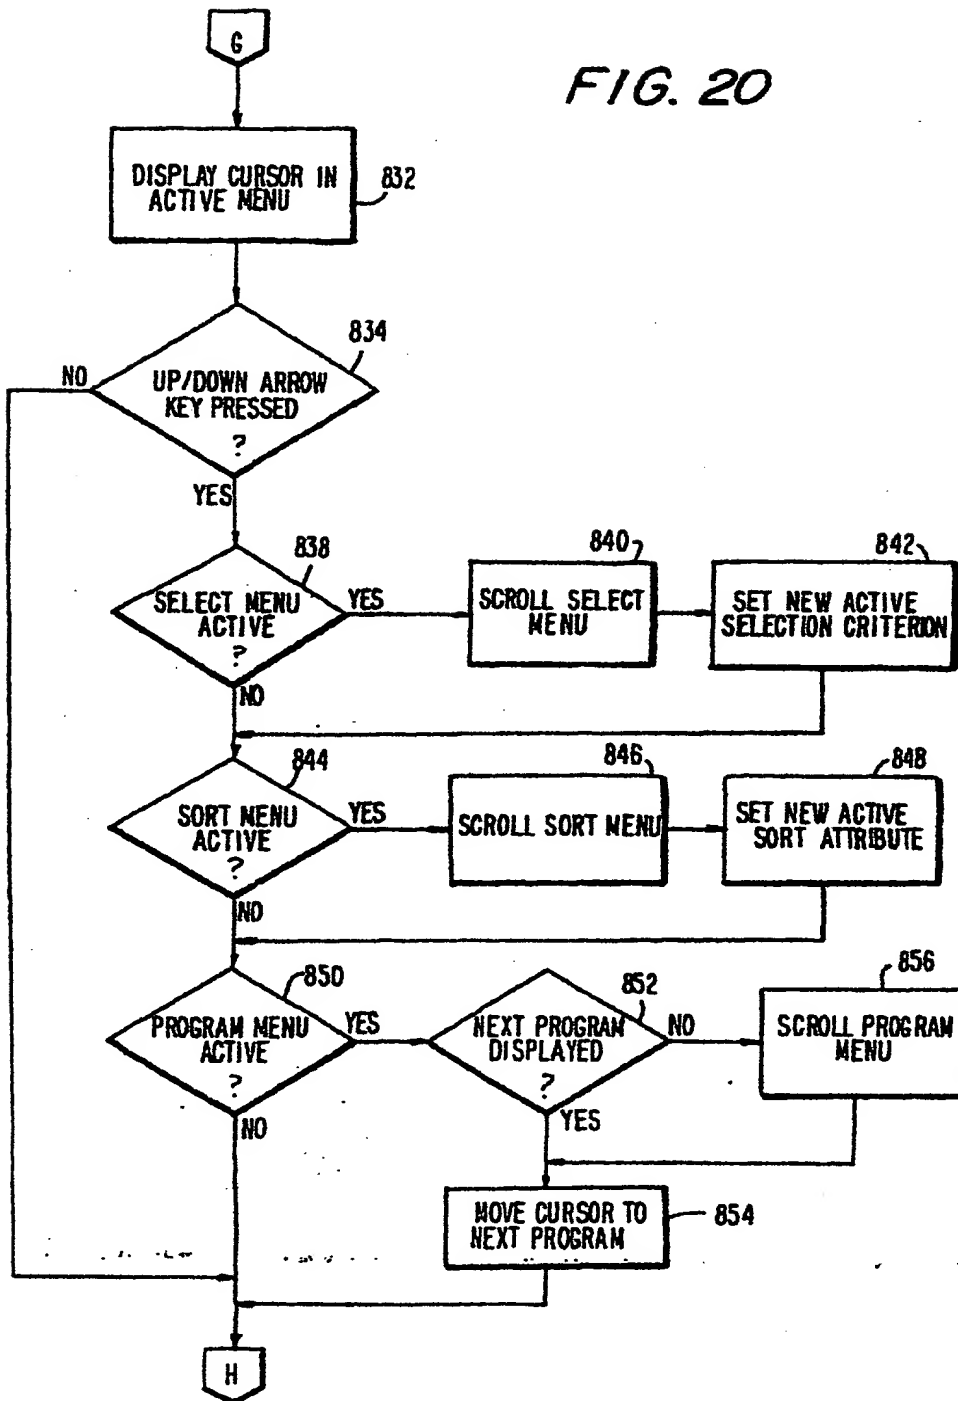 G
FIG. 20
DISPLAY CURSOR IN
ACTIVE MENU
832
834
NO
UP/DOWN ARROW
KEY PRESSED
?
YES
838
SELECT MENU
ACTIVE
?
YES
NO
840
SCROLL SELECT
MENU
842
SET NEW ACTIVE
SELECTION CRITERION
844
SORT MENU
ACTIVE
?
YES
NO
846
SCROLL SORT MENU
848
SET NEW ACTIVE
SORT ATTRIBUTE
850
PROGRAM MENU
ACTIVE
?
YES
NO
852
NEXT PROGRAM
DISPLAYED
?
NO
YES
856
SCROLL PROGRAM
MENU
MOVE CURSOR TO
NEXT PROGRAM
854
H